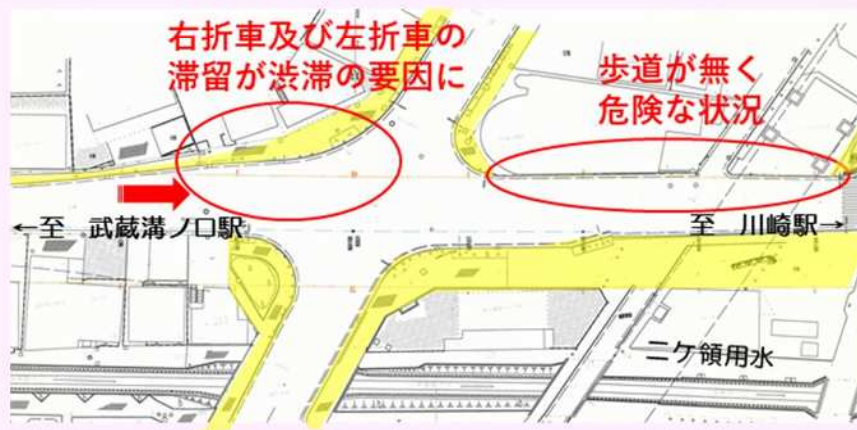 右折車及び左折車の
滞留が渋滞の要因に
歩道が無く
危険な状況
←至 武蔵溝ノ口駅
至 川崎駅→
二ケ領用水